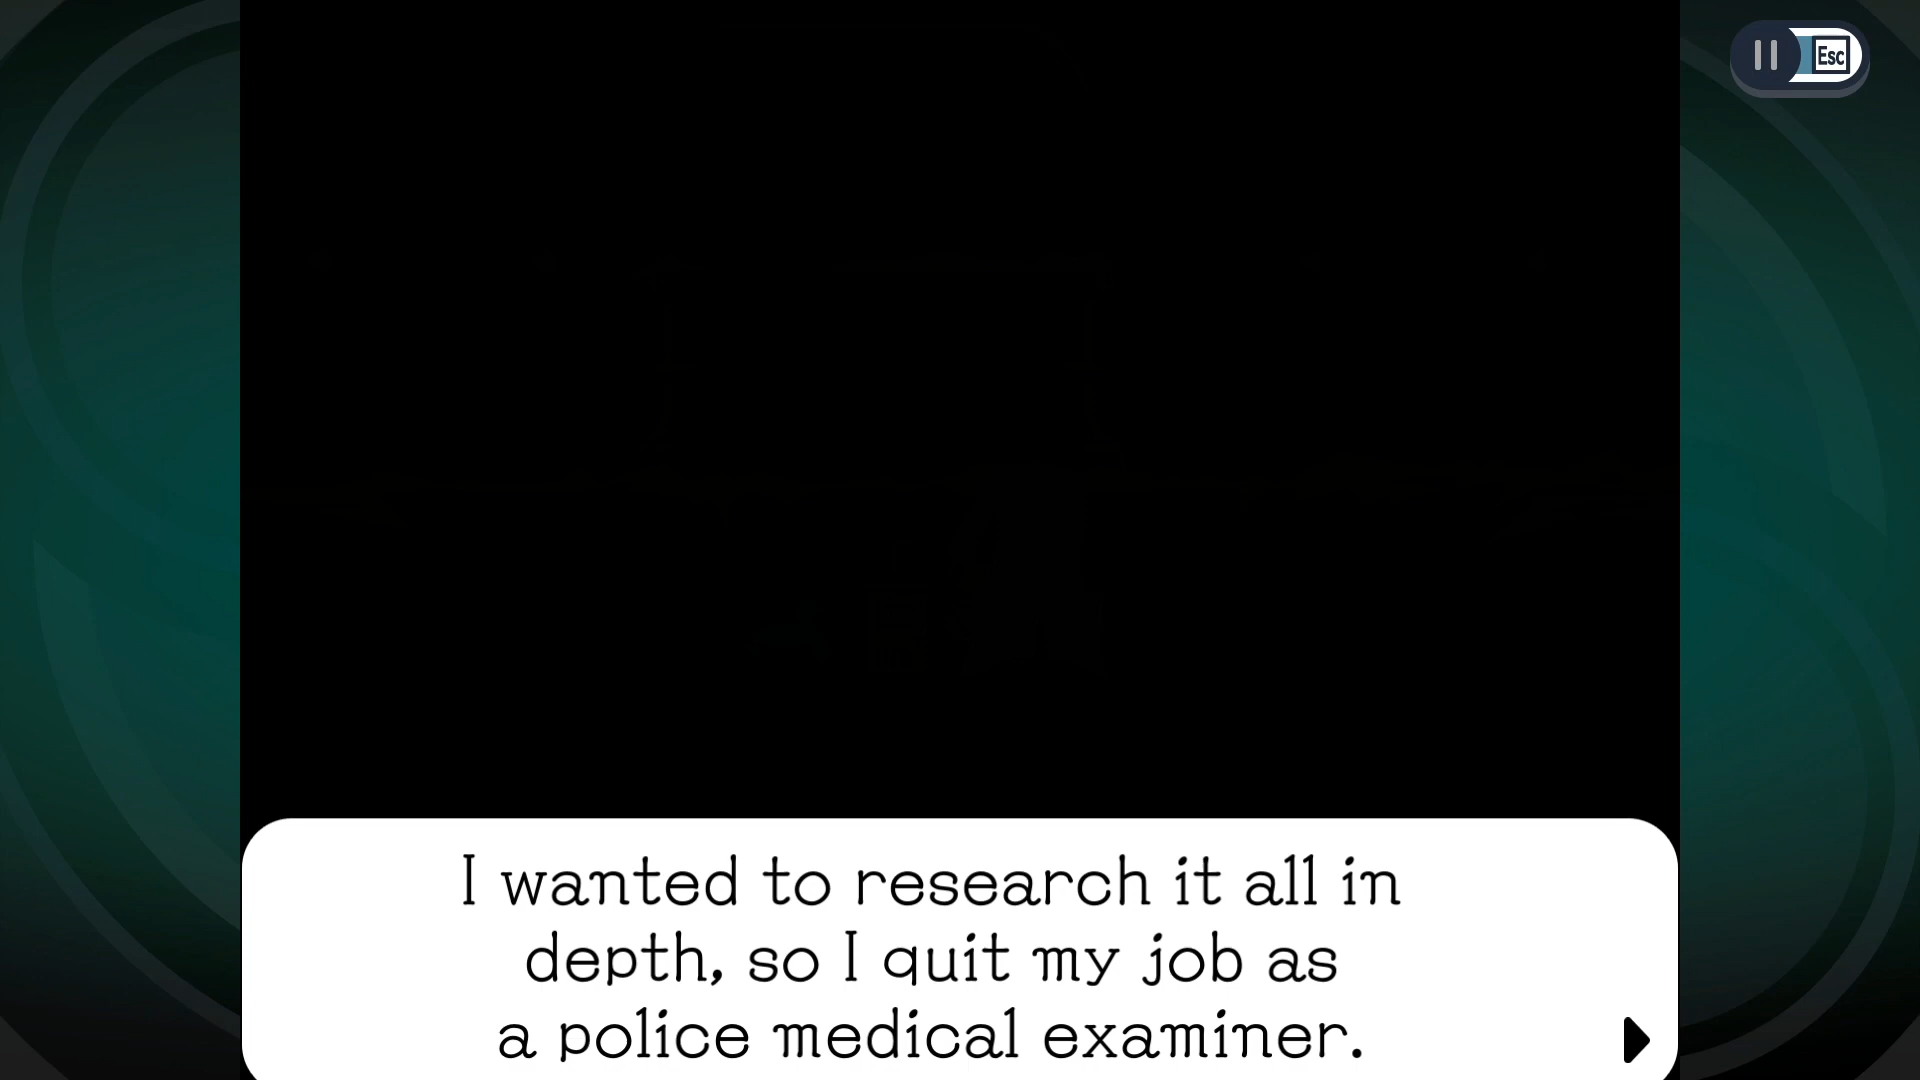 Esc
I wanted to research it all in
depth, so I quit my job as
a police medical examiner.